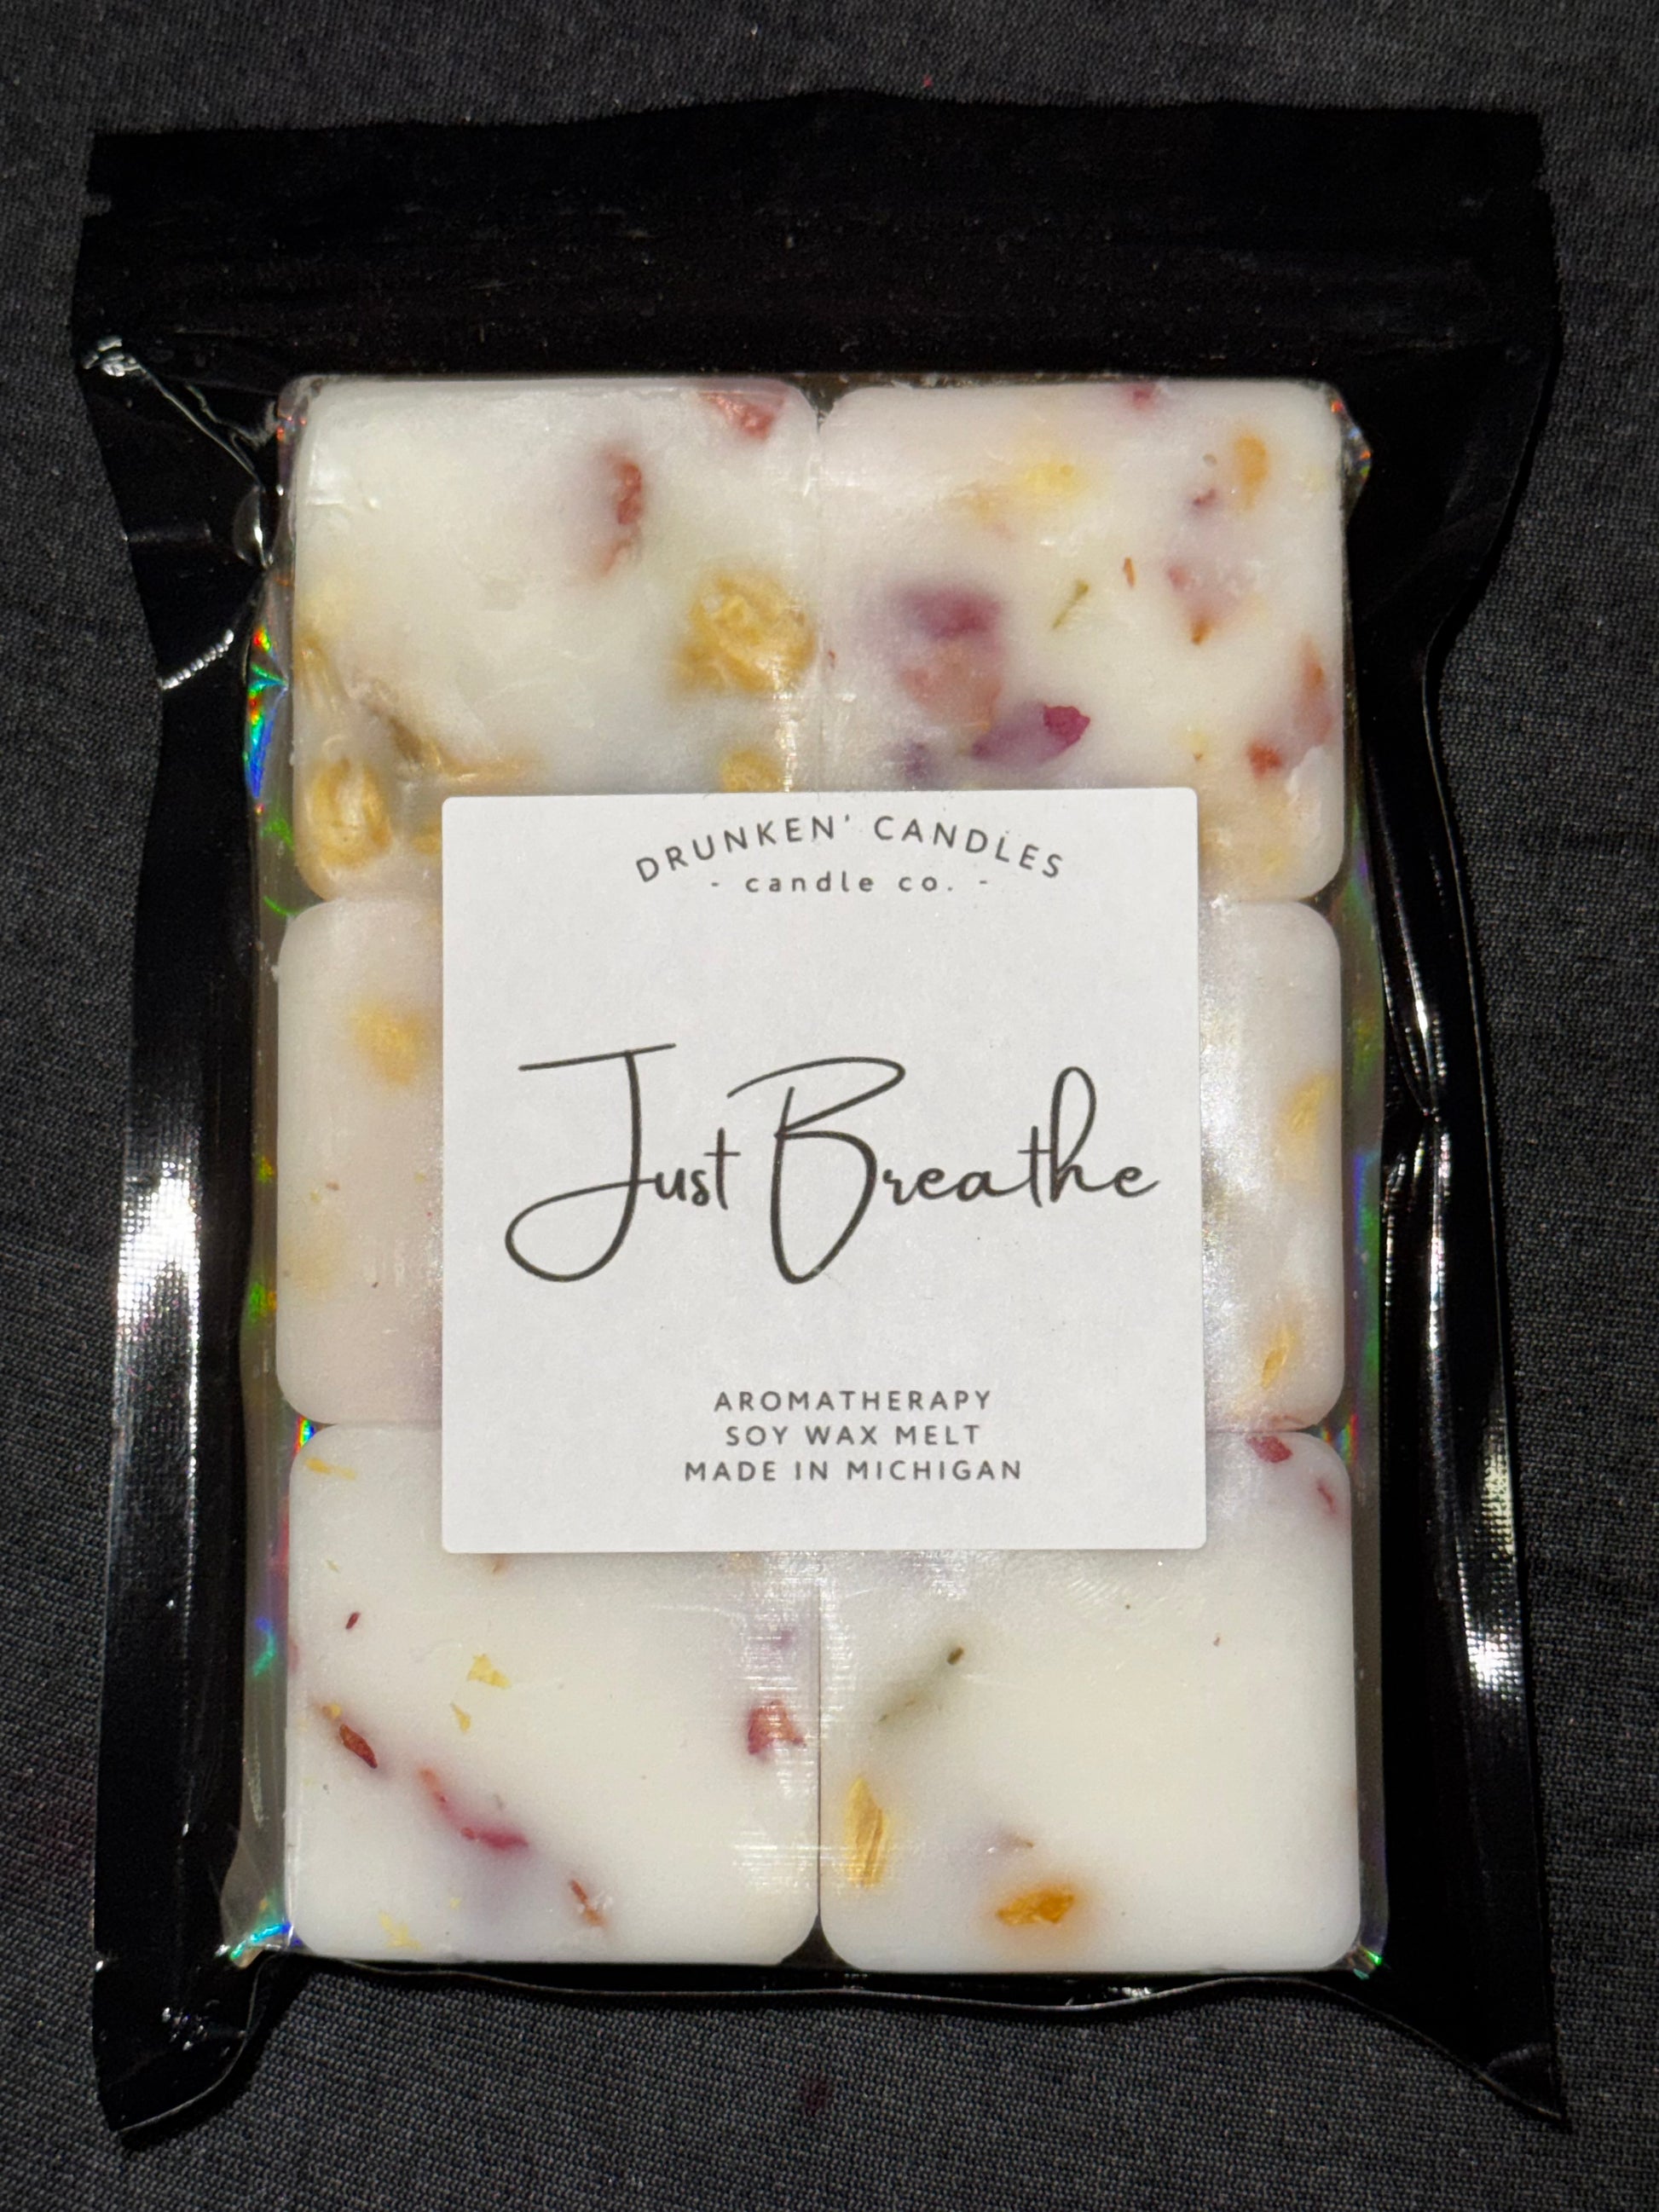 DRUNKEN' CANDLES
- candle co. -
Just Breathe
AROMATHERAPY
SOY WAX MELT
MADE IN MICHIGAN